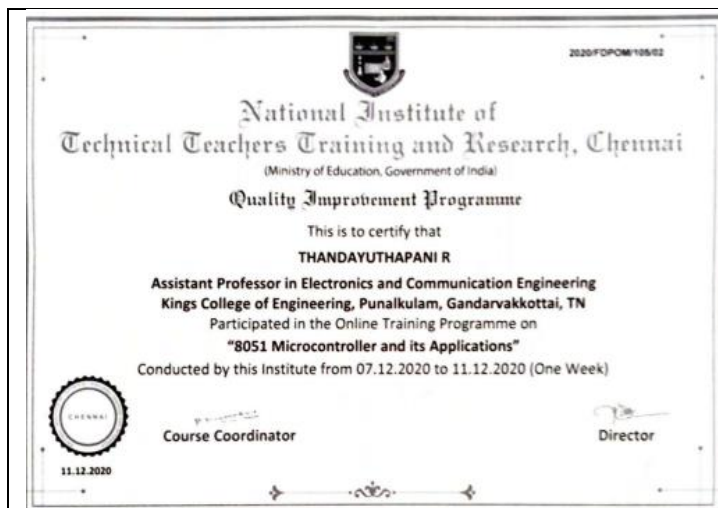 2020/FDPOM/105/02
National Institute of
Technical Teachers Training and Research, Chennai
(Ministry of Education, Government of India)
Quality Improvement Programme
This is to certify that
THANDAYUTHAPANI R
Assistant Professor in Electronics and Communication Engineering
Kings College of Engineering, Punalkulam, Gandarvakkottai, TN
Participated in the Online Training Programme on
“8051 Microcontroller and its Applications”
Conducted by this Institute from 07.12.2020 to 11.12.2020 (One Week)
CHENNAI
Course Coordinator
Director
11.12.2020